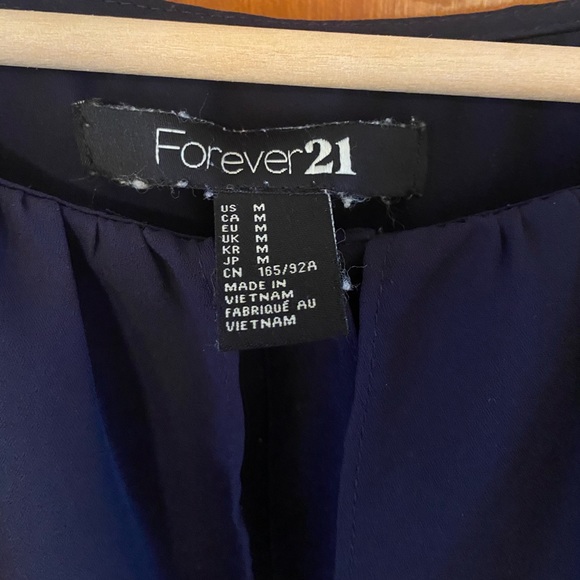 Forever21
US M
CA M
EU M
UK M
KR M
JP M
CN 165/92A
MADE IN
VIETNAM
FABRIQUÉ AU
VIETNAM